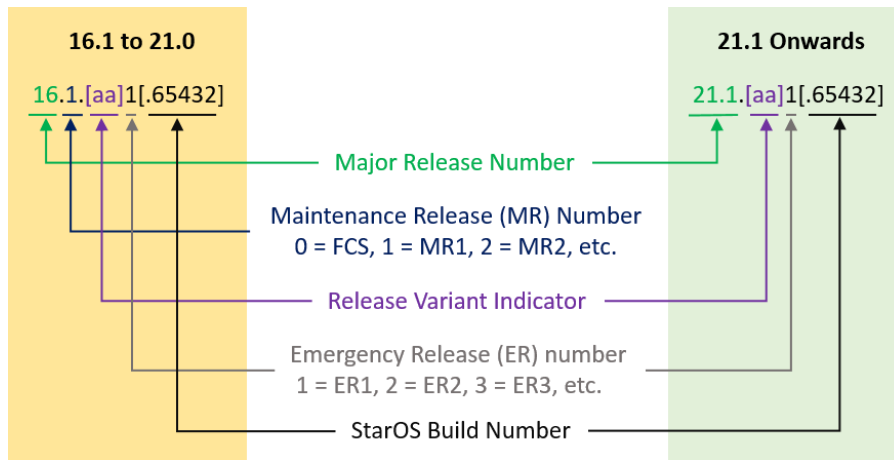 16.1 to 21.0
21.1 Onwards
16.1.[aa]1[.65432]
21.1.[aa]1[.65432]
Major Release Number
Maintenance Release (MR) Number
0 = FCS, 1 = MR1, 2 = MR2, etc.
Release Variant Indicator
Emergency Release (ER) number
1 = ER1, 2 = ER2, 3 = ER3, etc.
StarOS Build Number